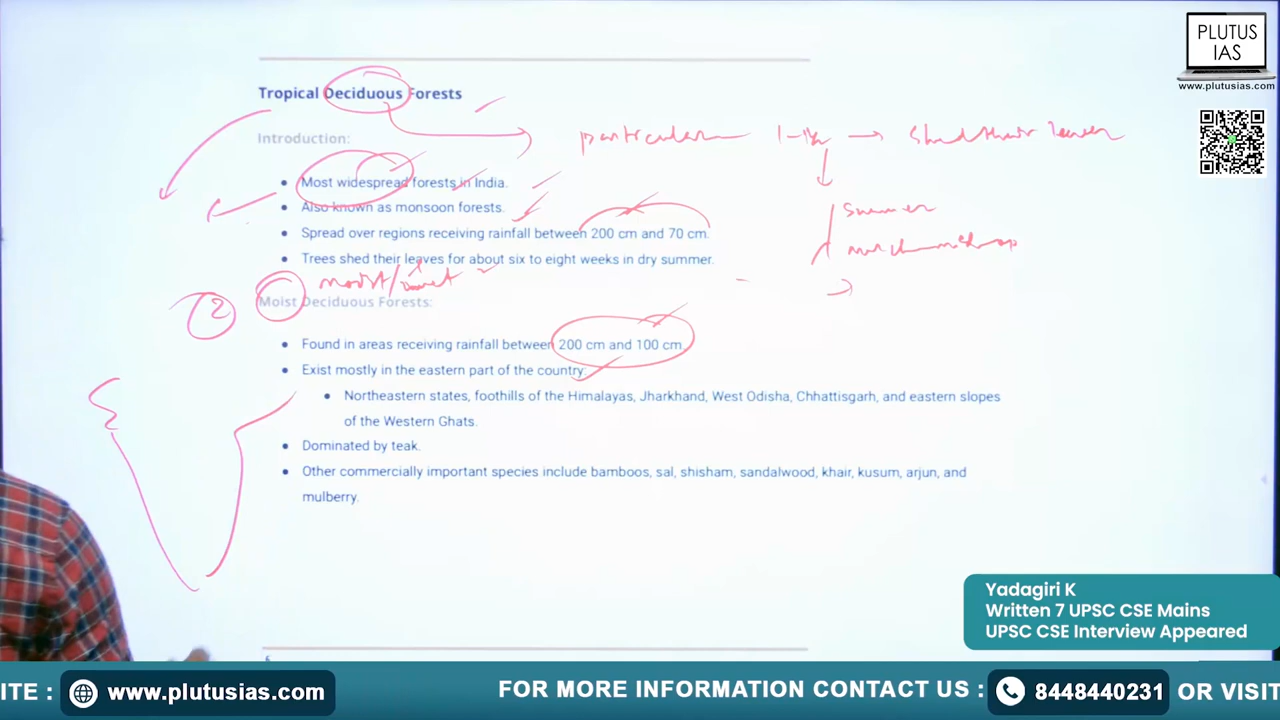 PLUTUS
IAS
www.plutusias.com
Tropical Deciduous Forests
Introduction:
particular → shed their leaves
• Most widespread forests in India.
• Also known as monsoon forests.
summer
• Spread over regions receiving rainfall between 200 cm and 70 cm.
• Trees shed their leaves for about six to eight weeks in dry summer.
moist/
2
Moist Deciduous Forests:
• Found in areas receiving rainfall between 200 cm and 100 cm.
• Exist mostly in the eastern part of the country:
• Northeastern states, foothills of the Himalayas, Jharkhand, West Odisha, Chhattisgarh, and eastern slopes
of the Western Ghats.
• Dominated by teak.
• Other commercially important species include bamboos, sal, shisham, sandalwood, khair, kusum, arjun, and
mulberry.
Yadagiri K
Written 7 UPSC CSE Mains
UPSC CSE Interview Appeared
ITE : www.plutusias.com FOR MORE INFORMATION CONTACT US : 8448440231 OR VISIT